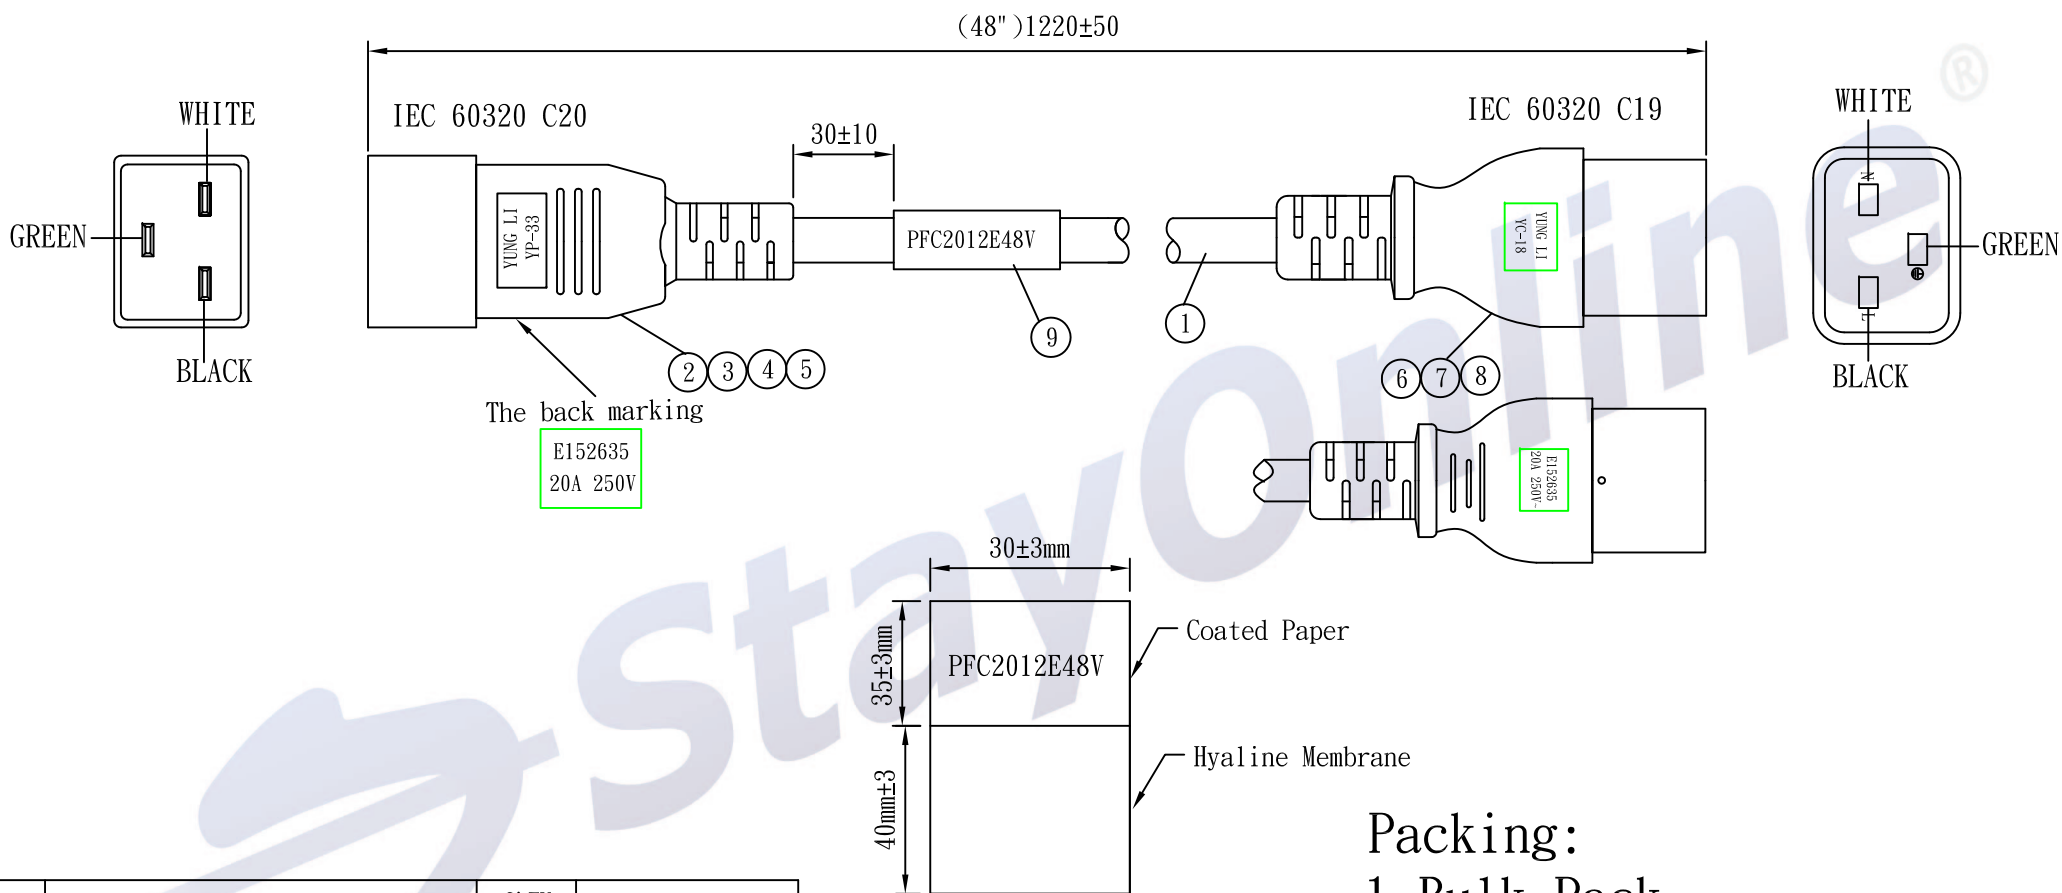 (48")1220±50
IEC 60320 C20
IEC 60320 C19
WHITE
GREEN
BLACK
30±10
YUNG LI
YP-33
PFC2012E48V
YUNG LI
YC-18
WHITE
N
GREEN
L
BLACK
1
9
2 3 4 5
6 7 8
The back marking
E152635
20A 250V
E152635
20A 250V~
30±3mm
35±3mm
PFC2012E48V
Coated Paper
40mm±3
Hyaline Membrane
Packing:
1 Bulk Pack
StayOnline®